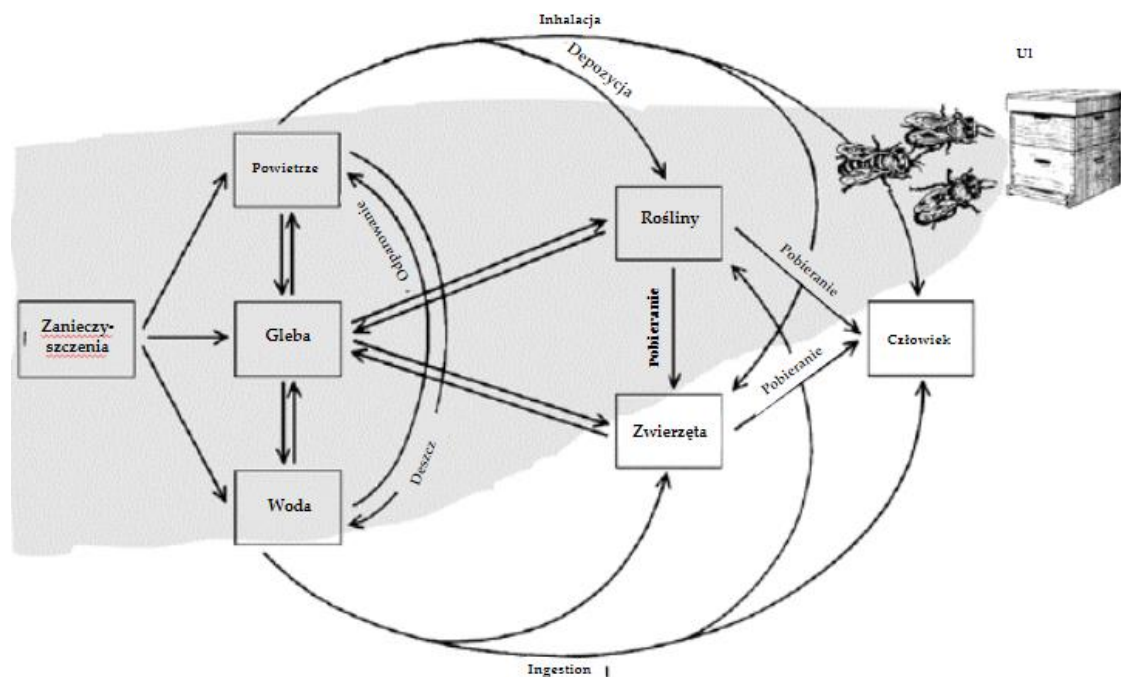 Inhalacja
Ul
Depozycja
Powietrze
Odparowanie
Rośliny
Pobieranie
Zanieczy-
szczenia
Gleba
Pobieranie
Człowiek
Pobieranie
Zwierzęta
Deszcz
Woda
Ingestion